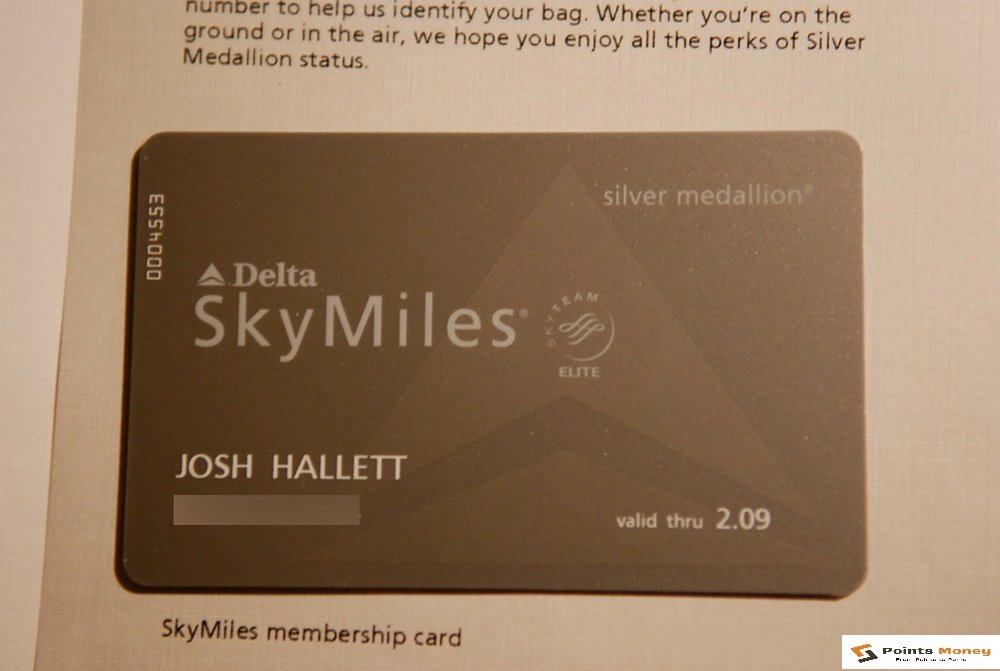 number to help us identify your bag. Whether you're on the
ground or in the air, we hope you enjoy all the perks of Silver
Medallion status.
silver medallion®
0004553
Delta
SkyMiles®
SKYTEAM
ELITE
JOSH HALLETT
valid thru 2.09
SkyMiles membership card
Points Money